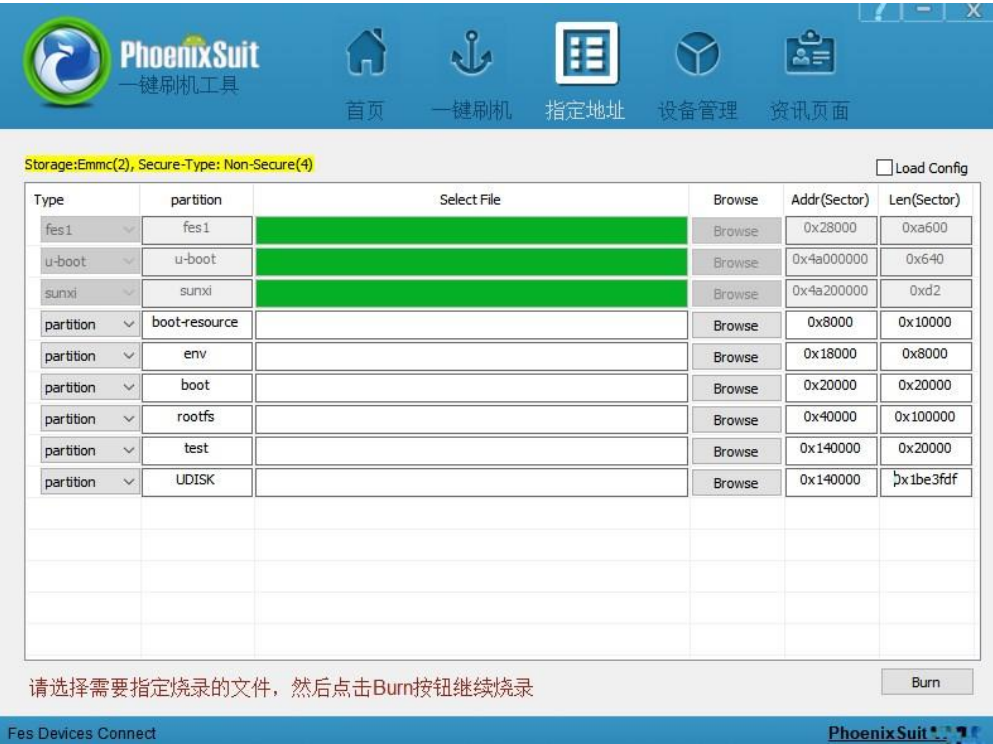 ? - X
PhoenixSuit
一键刷机工具
首页 一键刷机 指定地址 设备管理 资讯页面
Storage:Emmc(2), Secure-Type: Non-Secure(4)
Load Config
Type partition Select File Browse Addr(Sector) Len(Sector)
fes1 fes1 Browse 0x28000 0xa600
u-boot u-boot Browse 0x4a000000 0x640
sunxi sunxi Browse 0x4a200000 0xd2
partition boot-resource Browse 0x8000 0x10000
partition env Browse 0x18000 0x8000
partition boot Browse 0x20000 0x20000
partition rootfs Browse 0x40000 0x100000
partition test Browse 0x140000 0x20000
partition UDISK Browse 0x140000 0x1be3fdf
请选择需要指定烧录的文件，然后点击Burn按钮继续烧录
Burn
Fes Devices Connect
PhoenixSuit